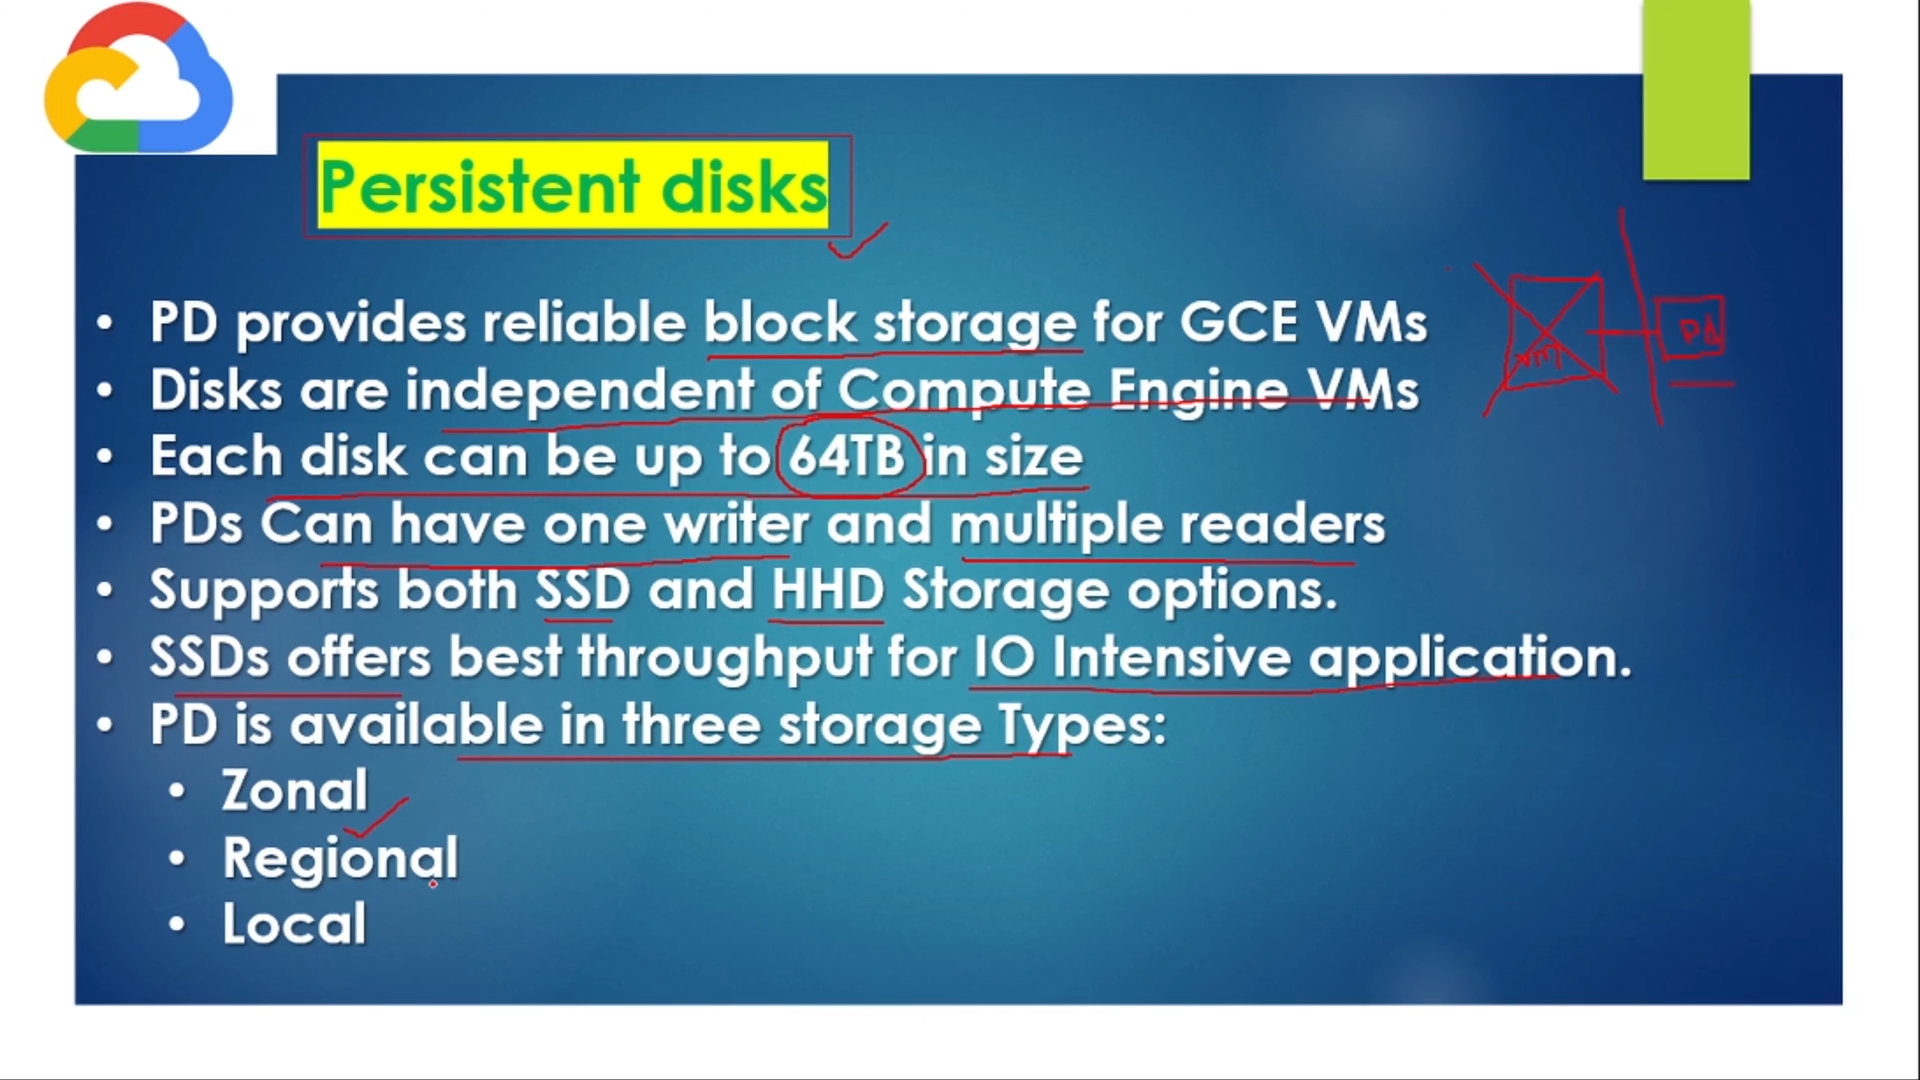 Persistent disks
• PD provides reliable block storage for GCE VMs
• Disks are independent of Compute Engine VMs
• Each disk can be up to 64TB in size
• PDs Can have one writer and multiple readers
• Supports both SSD and HHD Storage options.
• SSDs offers best throughput for IO Intensive application.
• PD is available in three storage Types:
• Zonal
• Regional
• Local
Pd